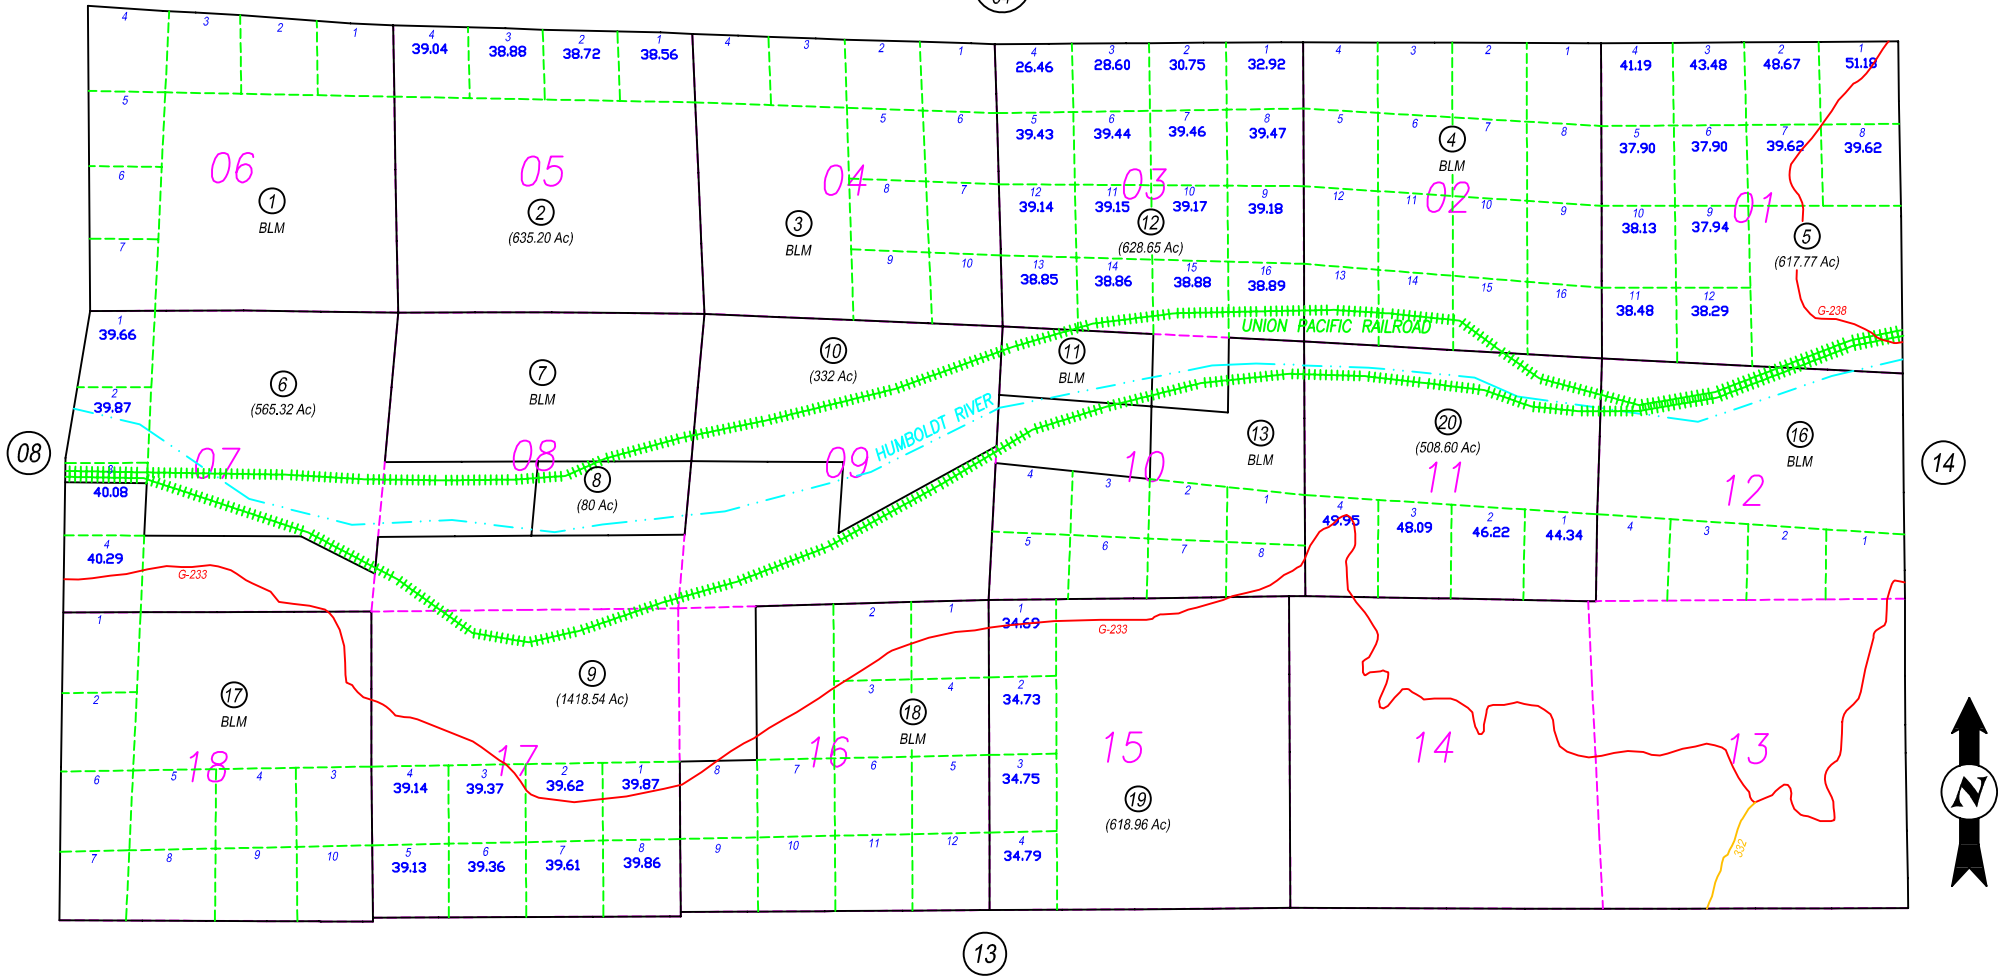 4 3 2 1 4 3 2 1 4 3 2 1 4 3 2 1 4 3 2 1 4 3 2 1
39.04 38.88 38.72 38.56 26.46 28.60 30.75 32.92 41.19 43.48 48.67 51.18
5 5 6 5 6 7 8 5 6 7 8 5 6 7 8
39.43 39.44 39.46 39.47 37.90 37.90 39.62 39.62
6 06 05 04 8 7 03 02 01
12 11 10 9 12 11 10 9 10 9
39.14 39.15 39.17 39.18 38.13 37.94
1
BLM
2
(635.20 Ac)
3
BLM
12
(628.65 Ac)
4
BLM
5
(617.77 Ac)
7 9 10 13 14 15 16 13 14 15 16 11 12
38.85 38.86 38.88 38.89 38.48 38.29
G-238
UNION PACIFIC RAILROAD
1
39.66
2
39.87
6
(565.32 Ac)
7
BLM
10
(332 Ac)
11
BLM
HUMBOLDT RIVER
13
BLM
20
(508.60 Ac)
16
BLM
08 07 08 09 10 11 12 14
3
40.08
8
(80 Ac)
4 3 2 1 4 3 2 1 4 3 2 1
49.95 48.09 46.22 44.34
4
40.29
5 6 7 8
G-233
G-233
1 2 1 1
34.69
9
(1418.54 Ac)
17
BLM
2 3 4 2
34.73
18
BLM
18 17 16 15 14 13
6 5 4 3 4 3 2 1 8 7 6 5 3
39.14 39.37 39.62 39.87 34.75
19
(618.96 Ac)
N
7 8 9 10 5 6 7 8 9 10 11 12 4
39.13 39.36 39.61 39.86 34.79
332
13